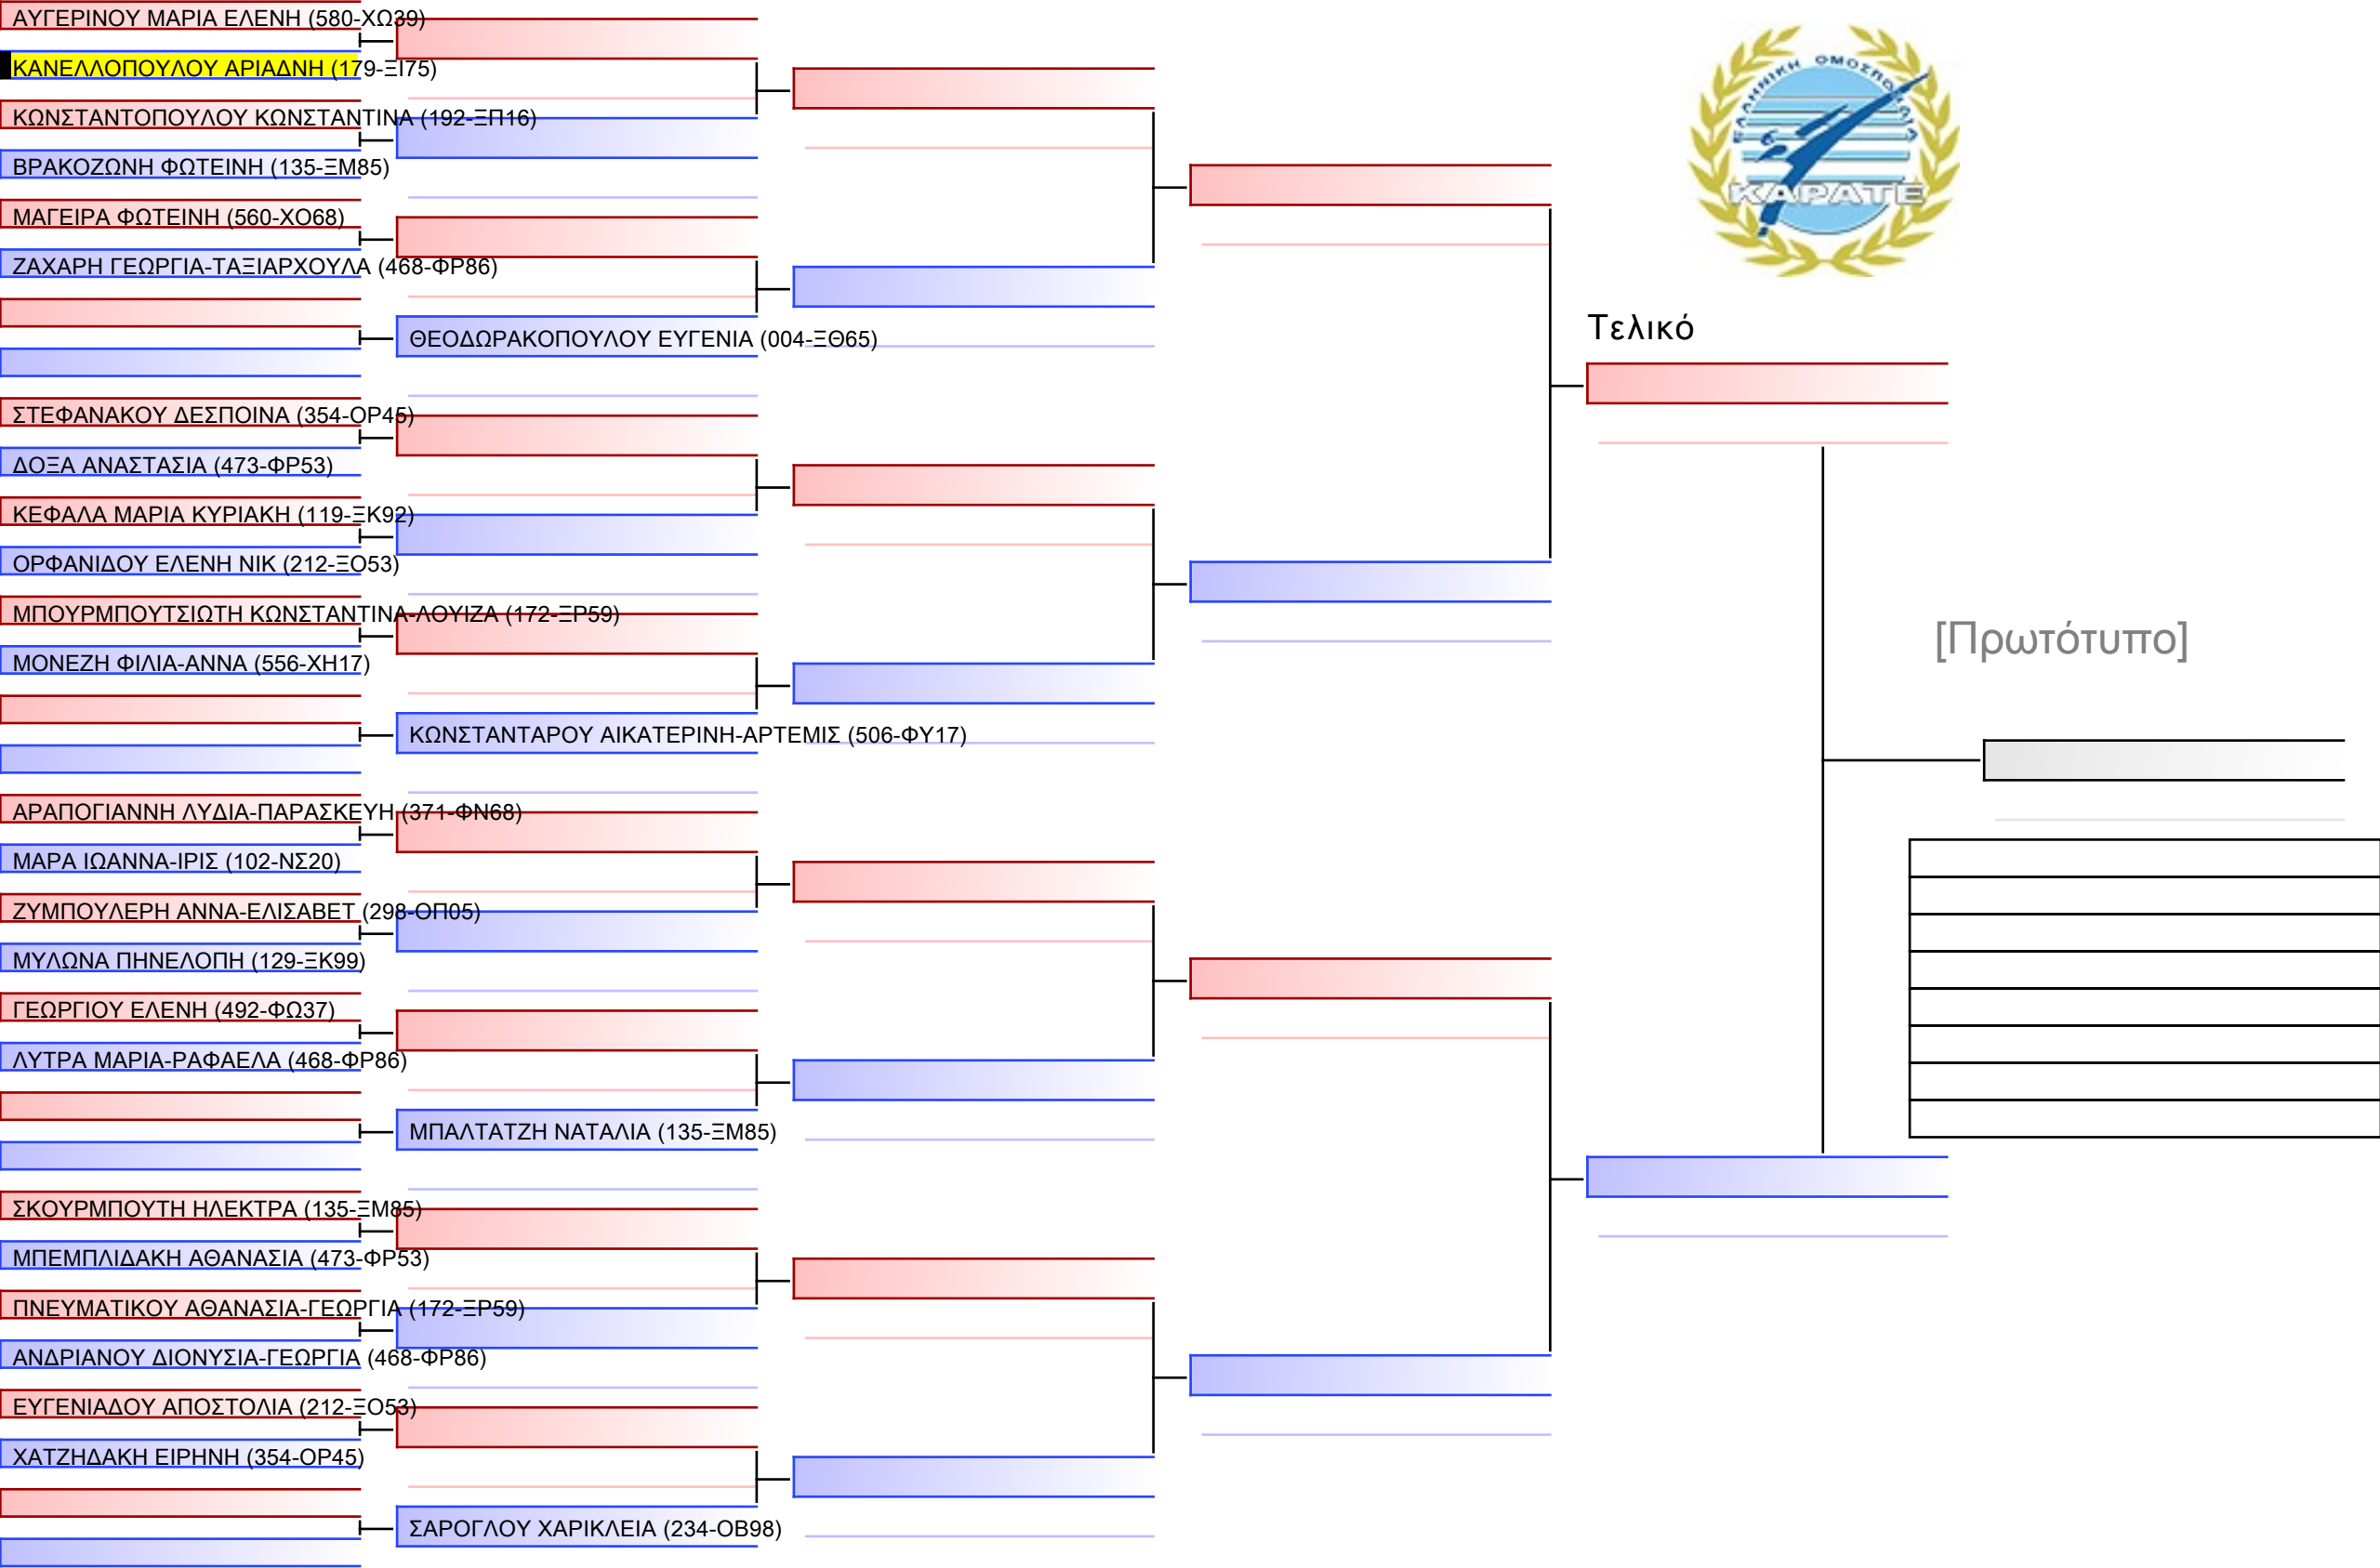 ΑΥΓΕΡΙΝΟΥ ΜΑΡΙΑ ΕΛΕΝΗ (580-ΧΩ39)
ΚΑΝΕΛΛΟΠΟΥΛΟΥ ΑΡΙΑΔΝΗ (179-ΞΙ75)
ΚΩΝΣΤΑΝΤΟΠΟΥΛΟΥ ΚΩΝΣΤΑΝΤΙΝΑ (192-ΞΠ16)
ΒΡΑΚΟΖΩΝΗ ΦΩΤΕΙΝΗ (135-ΞΜ85)
ΜΑΓΕΙΡΑ ΦΩΤΕΙΝΗ (560-ΧΟ68)
ΖΑΧΑΡΗ ΓΕΩΡΓΙΑ-ΤΑΞΙΑΡΧΟΥΛΑ (468-ΦΡ86)
ΘΕΟΔΩΡΑΚΟΠΟΥΛΟΥ ΕΥΓΕΝΙΑ (004-ΞΘ65)
ΣΤΕΦΑΝΑΚΟΥ ΔΕΣΠΟΙΝΑ (354-ΟΡ45)
ΔΟΞΑ ΑΝΑΣΤΑΣΙΑ (473-ΦΡ53)
ΚΕΦΑΛΑ ΜΑΡΙΑ ΚΥΡΙΑΚΗ (119-ΞΚ92)
ΟΡΦΑΝΙΔΟΥ ΕΛΕΝΗ ΝΙΚ (212-ΞΟ53)
ΜΠΟΥΡΜΠΟΥΤΣΙΩΤΗ ΚΩΝΣΤΑΝΤΙΝΑ-ΛΟΥΙΖΑ (172-ΞΡ59)
ΜΟΝΕΖΗ ΦΙΛΙΑ-ΑΝΝΑ (556-ΧΗ17)
ΚΩΝΣΤΑΝΤΑΡΟΥ ΑΙΚΑΤΕΡΙΝΗ-ΑΡΤΕΜΙΣ (506-ΦΥ17)
ΑΡΑΠΟΓΙΑΝΝΗ ΛΥΔΙΑ-ΠΑΡΑΣΚΕΥΗ (371-ΦΝ68)
ΜΑΡΑ ΙΩΑΝΝΑ-ΙΡΙΣ (102-ΝΣ20)
ΖΥΜΠΟΥΛΕΡΗ ΑΝΝΑ-ΕΛΙΣΑΒΕΤ (298-ΟΠ05)
ΜΥΛΩΝΑ ΠΗΝΕΛΟΠΗ (129-ΞΚ99)
ΓΕΩΡΓΙΟΥ ΕΛΕΝΗ (492-ΦΩ37)
ΛΥΤΡΑ ΜΑΡΙΑ-ΡΑΦΑΕΛΑ (468-ΦΡ86)
ΜΠΑΛΤΑΤΖΗ ΝΑΤΑΛΙΑ (135-ΞΜ85)
ΣΚΟΥΡΜΠΟΥΤΗ ΗΛΕΚΤΡΑ (135-ΞΜ85)
ΜΠΕΜΠΛΙΔΑΚΗ ΑΘΑΝΑΣΙΑ (473-ΦΡ53)
ΠΝΕΥΜΑΤΙΚΟΥ ΑΘΑΝΑΣΙΑ-ΓΕΩΡΓΙΑ (172-ΞΡ59)
ΑΝΔΡΙΑΝΟΥ ΔΙΟΝΥΣΙΑ-ΓΕΩΡΓΙΑ (468-ΦΡ86)
ΕΥΓΕΝΙΑΔΟΥ ΑΠΟΣΤΟΛΙΑ (212-ΞΟ53)
ΧΑΤΖΗΔΑΚΗ ΕΙΡΗΝΗ (354-ΟΡ45)
ΣΑΡΟΓΛΟΥ ΧΑΡΙΚΛΕΙΑ (234-ΟΒ98)
ΕΛΛΗΝΙΚΗ ΟΜΟΣΠΟΝΔΙΑ
ΚΑΡΑΤΕ
Τελικό
[Πρωτότυπο]